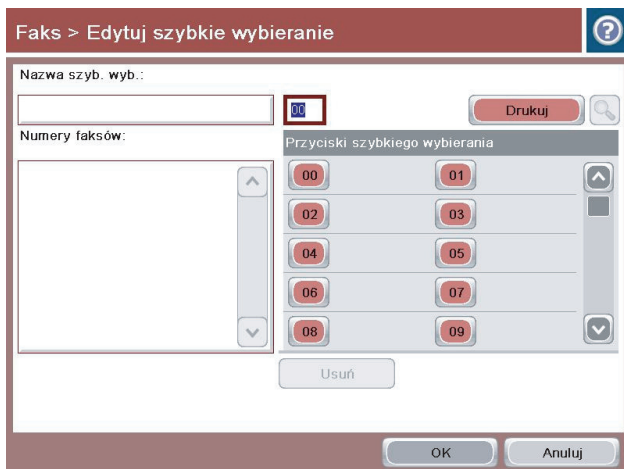 Faks > Edytuj szybkie wybieranie
?
Nazwa szyb. wyb.:
00
Drukuj
Numery faksów:
Przyciski szybkiego wybierania
00 01
02 03
04 05
06 07
08 09
Usuń
OK Anuluj